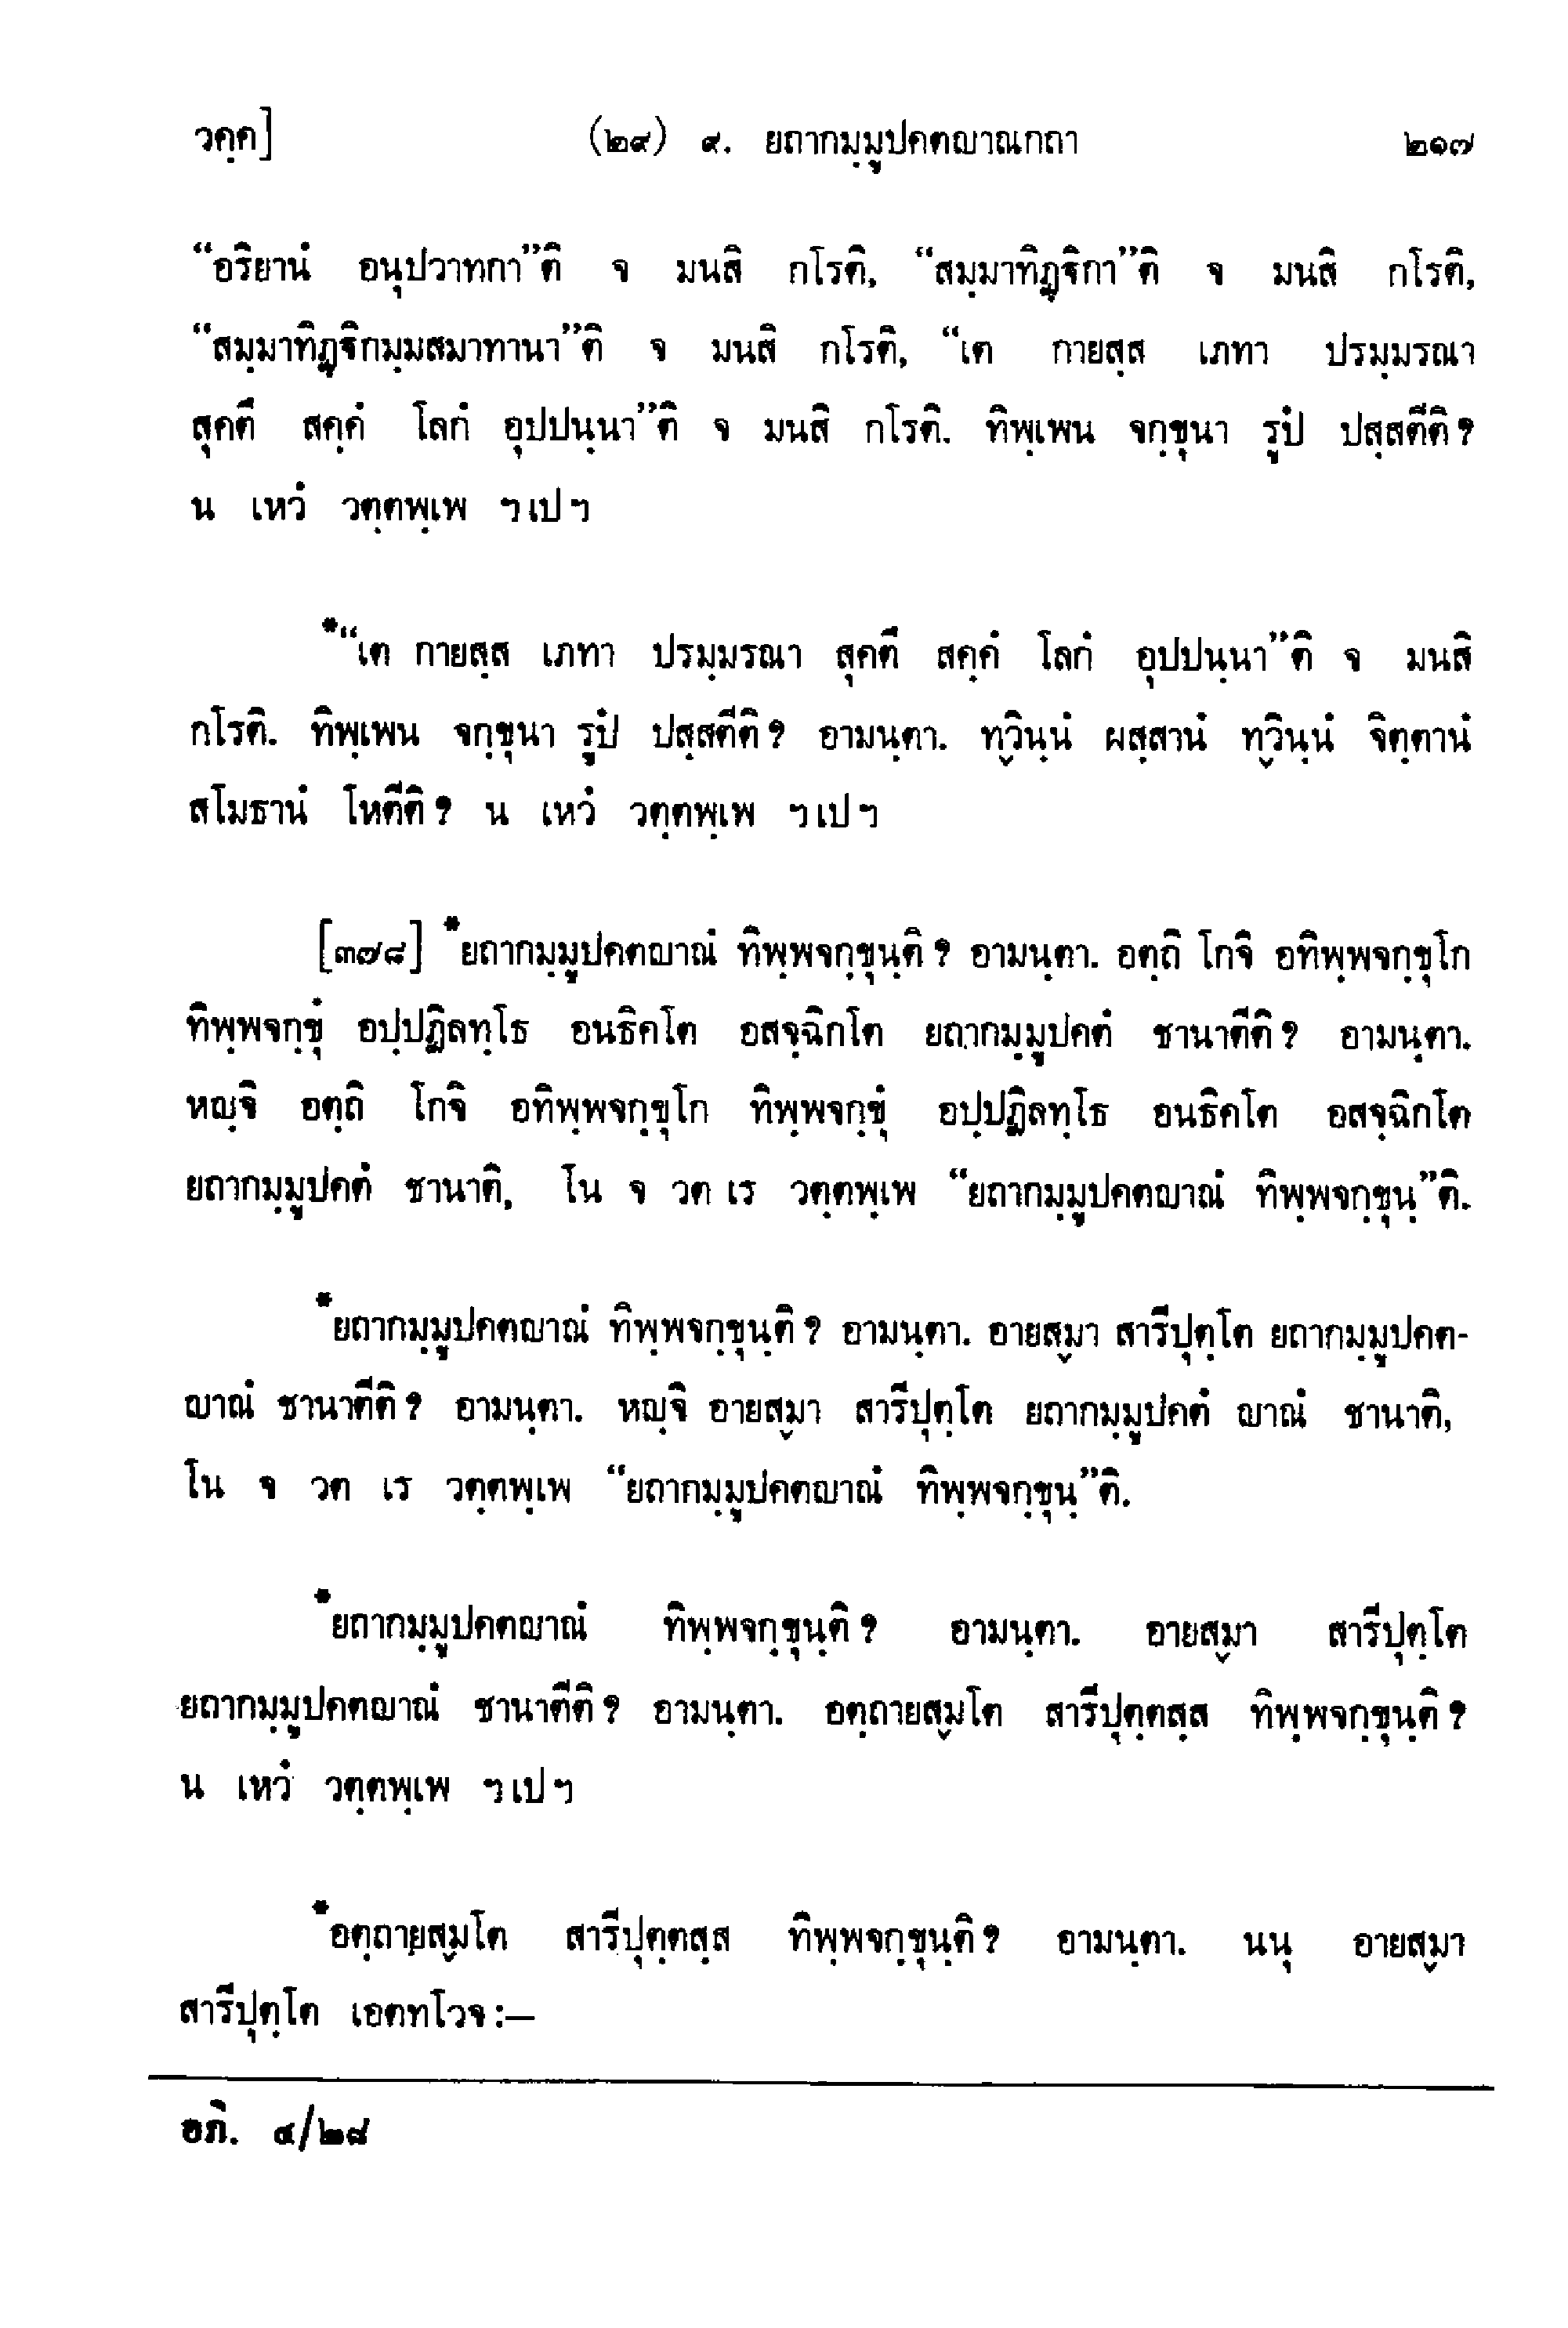 วคฺค] (๒๙) ๙. ยถากมฺมูปคตญาณกถา ๒๑๗
“อริยานํ อนุปวาทกา”ติ จ มนสิ กโรติ, “สมฺมาทิฏฺฐิกา”ติ จ มนสิ กโรติ,
“สมฺมาทิฏฺฐิกมฺมสมาทานา”ติ จ มนสิ กโรติ, “เต กายสฺส เภทา ปรมฺมรณา
สุคตึ สคฺคํ โลกํ อุปปนฺนา”ติ จ มนสิ กโรติ. ทิพฺเพน จกฺขุนา รูปํ ปสฺสตีติ ?
น เหวํ วตฺตพฺเพ ฯเปฯ
*“เต กายสฺส เภทา ปรมฺมรณา สุคตึ สคฺคํ โลกํ อุปปนฺนา”ติ จ มนสิ
กโรติ. ทิพฺเพน จกฺขุนา รูปํ ปสฺสตีติ ? อามนฺตา. ทฺวินฺนํ ผสฺสานํ ทฺวินฺนํ จิตฺตานํ
สโมธานํ โหตีติ ? น เหวํ วตฺตพฺเพ ฯเปฯ
[๓๗๘] *ยถากมฺมูปคตญาณํ ทิพฺพจกฺขุนฺติ ? อามนฺตา. อตฺถิ โกจิ อทิพฺพจกฺขุโก
ทิพฺพจกฺขุํ อปฺปฏิลทฺโธ อนธิคโต อสจฺฉิกโต ยถากมฺมูปคตํ ชานาตีติ ? อามนฺตา.
หญฺจิ อตฺถิ โกจิ อทิพฺพจกฺขุโก ทิพฺพจกฺขุํ อปฺปฏิลทฺโธ อนธิคโต อสจฺฉิกโต
ยถากมฺมูปคตํ ชานาติ, โน จ วต เร วตฺตพฺเพ “ยถากมฺมูปคตญาณํ ทิพฺพจกฺขุนฺ”ติ.
*ยถากมฺมูปคตญาณํ ทิพฺพจกฺขุนฺติ ? อามนฺตา. อายสฺมา สารีปุตฺโต ยถากมฺมูปคต-
ญาณํ ชานาตีติ ? อามนฺตา. หญฺจิ อายสฺมา สารีปุตฺโต ยถากมฺมูปคตํ ญาณํ ชานาติ,
โน จ วต เร วตฺตพฺเพ “ยถากมฺมูปคตญาณํ ทิพฺพจกฺขุนฺ”ติ.
*ยถากมฺมูปคตญาณํ ทิพฺพจกฺขุนฺติ ? อามนฺตา. อายสฺมา สารีปุตฺโต
ยถากมฺมูปคตญาณํ ชานาตีติ ? อามนฺตา. อตฺถายสฺมโต สารีปุตฺตสฺส ทิพฺพจกฺขุนฺติ ?
น เหวํ วตฺตพฺเพ ฯเปฯ
*อตฺถายสฺมโต สารีปุตฺตสฺส ทิพฺพจกฺขุนฺติ ? อามนฺตา. นนุ อายสฺมา
สารีปุตฺโต เอตทโวจ :—
อภิ. ๔/๒๘